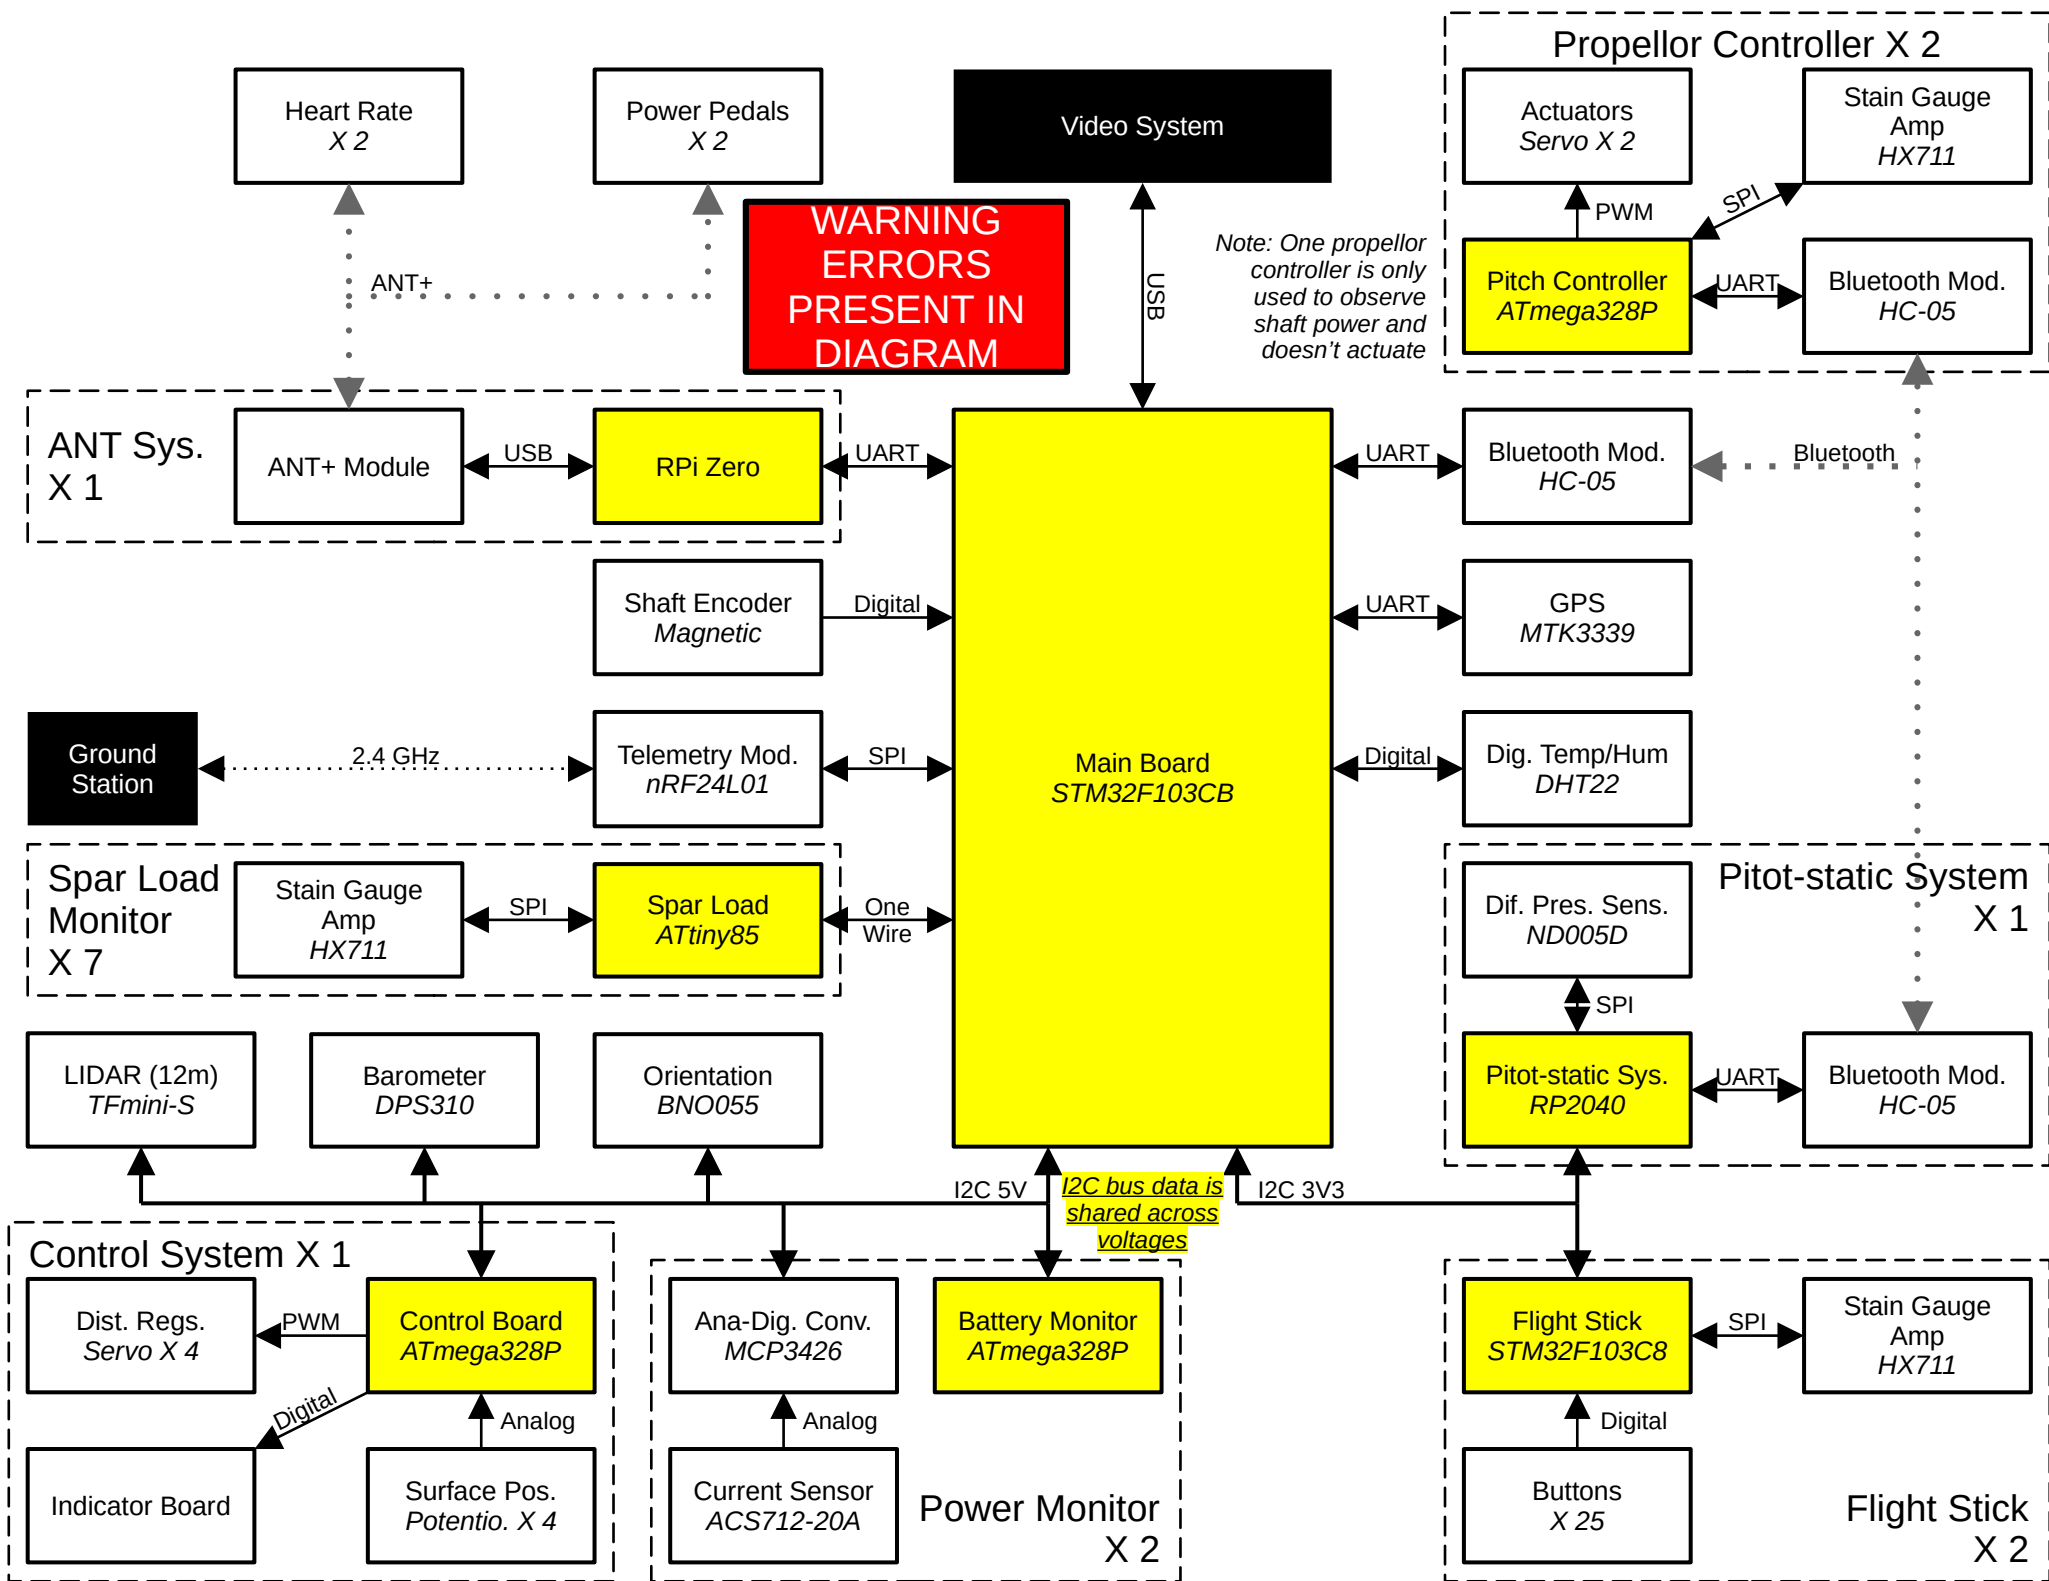 Propellor Controller X 2
Heart Rate
X 2
Power Pedals
X 2
Video System
Actuators
Servo X 2
Stain Gauge
Amp
HX711
PWM
SPI
WARNING
ERRORS
PRESENT IN
DIAGRAM
USB
Note: One propellor
controller is only
used to observe
shaft power and
doesn't actuate
Pitch Controller
ATmega328P
UART
Bluetooth Mod.
HC-05
ANT+
ANT Sys.
X 1
ANT+ Module
USB
RPi Zero
UART
UART
Bluetooth Mod.
HC-05
Bluetooth
Shaft Encoder
Magnetic
Digital
UART
GPS
MTK3339
Ground
Station
2.4 GHz
Telemetry Mod.
nRF24L01
SPI
Main Board
STM32F103CB
Digital
Dig. Temp/Hum
DHT22
Spar Load
Monitor
X 7
Stain Gauge
Amp
HX711
SPI
Spar Load
ATtiny85
One
Wire
Dif. Pres. Sens.
ND005D
Pitot-static System
X 1
SPI
LIDAR (12m)
TFmini-S
Barometer
DPS310
Orientation
BNO055
Pitot-static Sys.
RP2040
UART
Bluetooth Mod.
HC-05
I2C 5V
I2C bus data is
shared across
voltages
I2C 3V3
Control System X 1
Dist. Regs.
Servo X 4
PWM
Control Board
ATmega328P
Ana-Dig. Conv.
MCP3426
Battery Monitor
ATmega328P
Flight Stick
STM32F103C8
SPI
Stain Gauge
Amp
HX711
Digital
Analog
Analog
Digital
Indicator Board
Surface Pos.
Potentio. X 4
Current Sensor
ACS712-20A
Power Monitor
X 2
Buttons
X 25
Flight Stick
X 2